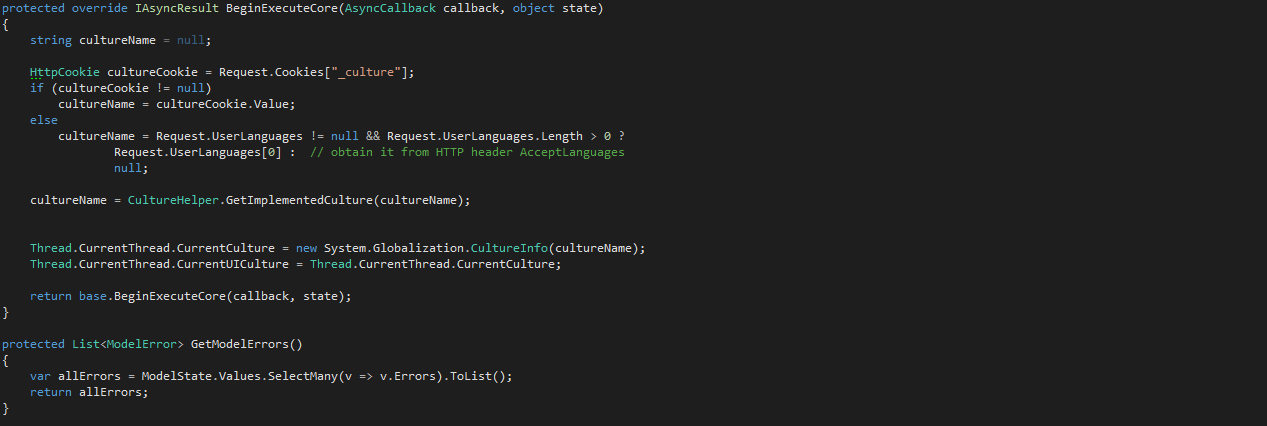 protected override IAsyncResult BeginExecuteCore(AsyncCallback callback, object state)
{
    string cultureName = null;

    HttpCookie cultureCookie = Request.Cookies["_culture"];
    if (cultureCookie != null)
        cultureName = cultureCookie.Value;
    else
        cultureName = Request.UserLanguages != null && Request.UserLanguages.Length > 0 ?
                Request.UserLanguages[0] :  // obtain it from HTTP header AcceptLanguages
                null;

    cultureName = CultureHelper.GetImplementedCulture(cultureName);


    Thread.CurrentThread.CurrentCulture = new System.Globalization.CultureInfo(cultureName);
    Thread.CurrentThread.CurrentUICulture = Thread.CurrentThread.CurrentCulture;

    return base.BeginExecuteCore(callback, state);
}

protected List<ModelError> GetModelErrors()
{
    var allErrors = ModelState.Values.SelectMany(v => v.Errors).ToList();
    return allErrors;
}